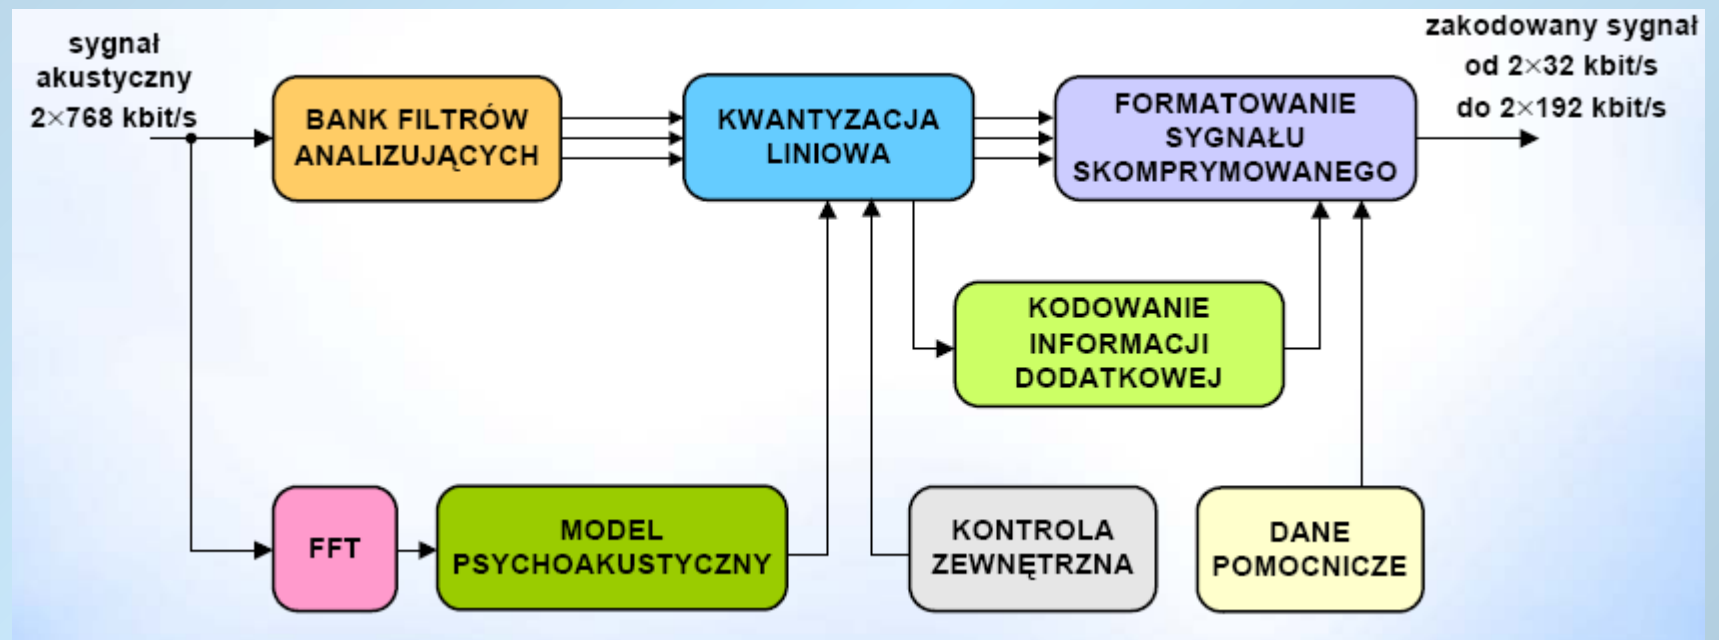 sygnał
akustyczny
2×768 kbit/s
BANK FILTRÓW
ANALIZUJĄCYCH
KWANTYZACJA
LINIOWA
FORMATOWANIE
SYGNAŁU
SKOMPRYMOWANEGO
zakodowany sygnał
od 2×32 kbit/s
do 2×192 kbit/s
KODOWANIE
INFORMACJI
DODATKOWEJ
FFT
MODEL
PSYCHOAKUSTYCZNY
KONTROLA
ZEWNĘTRZNA
DANE
POMOCNICZE